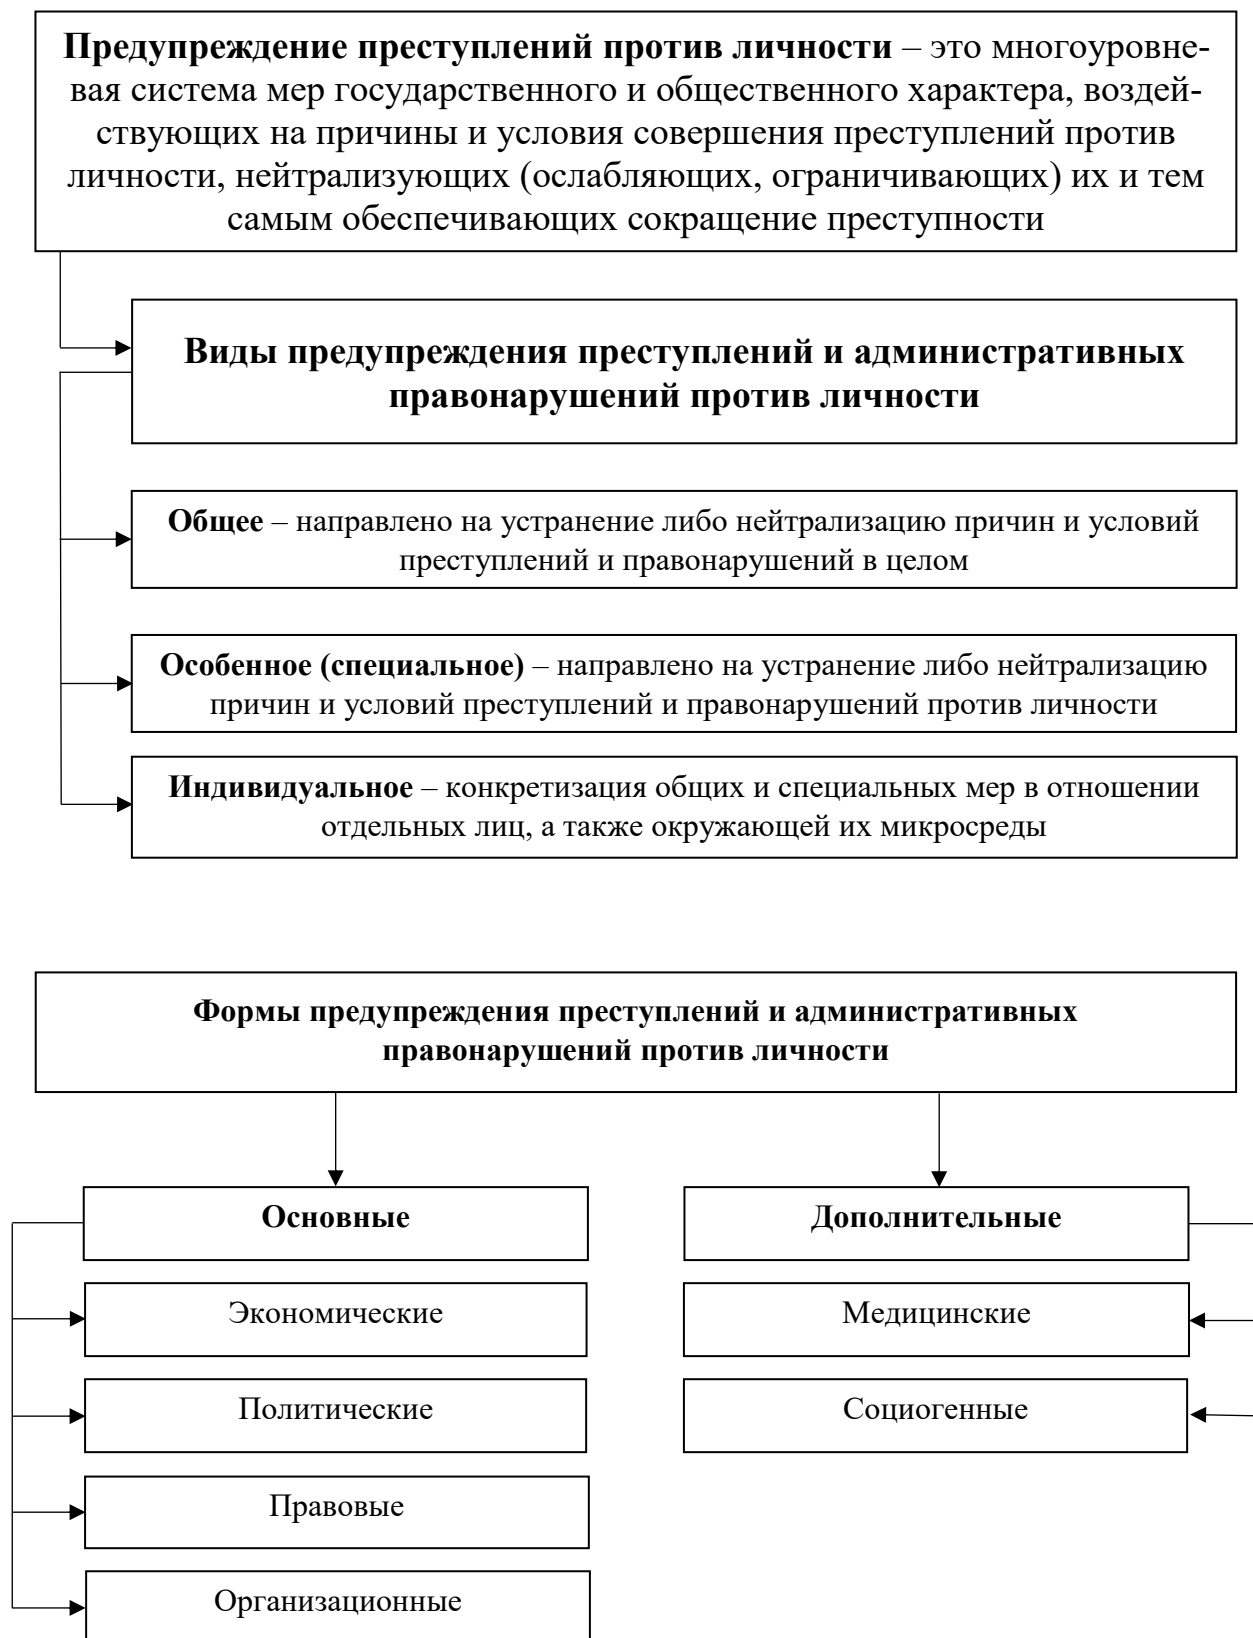 Предупреждение преступлений против личности – это многоуровне-
вая система мер государственного и общественного характера, воздей-
ствующих на причины и условия совершения преступлений против
личности, нейтрализующих (ослабляющих, ограничивающих) их и тем
самым обеспечивающих сокращение преступности
Виды предупреждения преступлений и административных
правонарушений против личности
Общее – направлено на устранение либо нейтрализацию причин и условий
преступлений и правонарушений в целом
Особенное (специальное) – направлено на устранение либо нейтрализацию
причин и условий преступлений и правонарушений против личности
Индивидуальное – конкретизация общих и специальных мер в отношении
отдельных лиц, а также окружающей их микросреды
Формы предупреждения преступлений и административных
правонарушений против личности
Основные
Экономические
Политические
Правовые
Организационные
Дополнительные
Медицинские
Социогенные